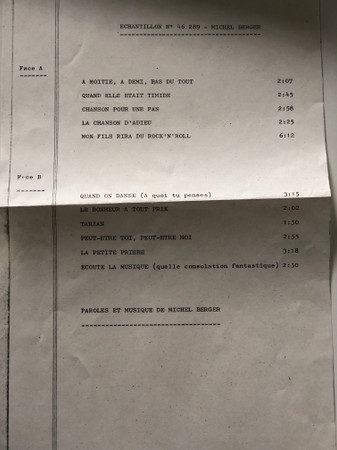 ECHANTILLON N° 46 289 - MICHEL BERGER
Face A
A MOITIE, A DEMI, PAS DU TOUT 2:07
QUAND ELLE ETAIT TIMIDE 2:45
CHANSON POUR UNE FAN 2:58
LA CHANSON D'ADIEU 2:25
MON FILS RIRA DU ROCK'N'ROLL 6:12
Face B
QUAND ON DANSE (A quoi tu penses) 3:15
LE BONHEUR A TOUT PRIX 2:02
TARZAN 1:50
PEUT-ETRE TOI, PEUT-ETRE MOI 2:55
LA PETITE PRIERE 3:18
ECOUTE LA MUSIQUE (quelle consolation fantastique) 2:50
PAROLES ET MUSIQUE DE MICHEL BERGER